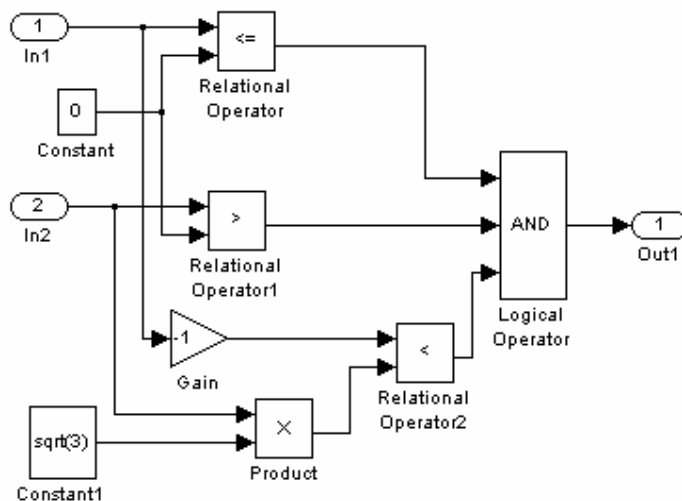 1
In1
<=
Relational
Operator
0
Constant
2
In2
>
Relational
Operator1
AND
Logical
Operator
1
Out1
-1
Gain
<
Relational
Operator2
sqrt(3)
Constant1
×
Product